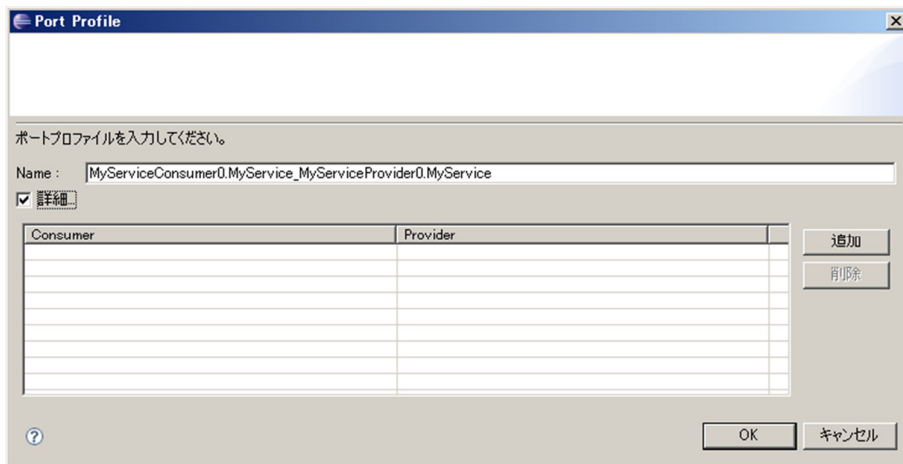 Port Profile
ポートプロファイルを入力してください。
Name : MyServiceConsumer0.MyService_MyServiceProvider0.MyService
詳細...
Consumer Provider
追加
削除
OK キャンセル